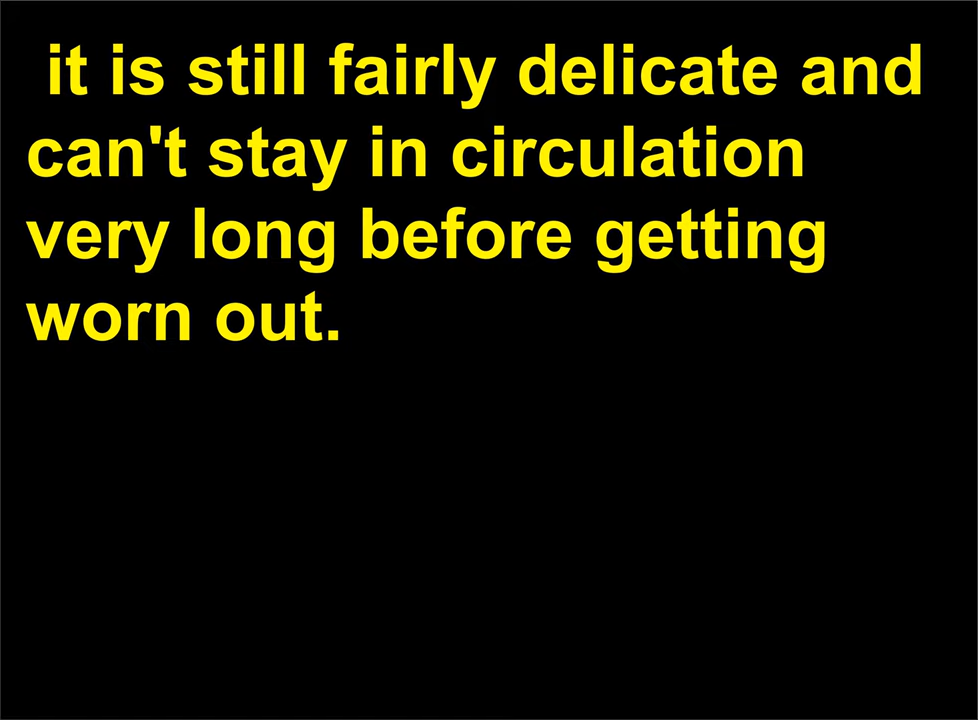 it is still fairly delicate and
can't stay in circulation
very long before getting
worn out.